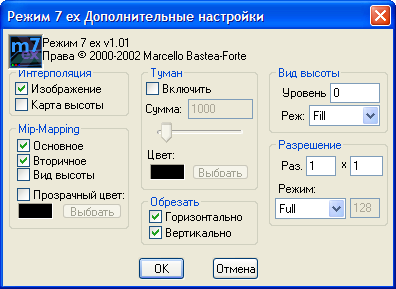 Режим 7 ex Дополнительные настройки
m7
ex
Режим 7 ex v1.01
Права © 2000-2002 Marcello Bastea-Forte
Интерполяция
Изображение
Карта высоты
Mip-Mapping
Основное
Вторичное
Вид высоты
Прозрачный цвет:
Выбрать
Туман
Включить
Сумма: 1000
Цвет:
Выбрать
Обрезать
Горизонтально
Вертикально
Вид высоты
Уровень 0
Реж: Fill
Разрешение
Раз. 1 x 1
Режим:
Full 128
OK
Отмена